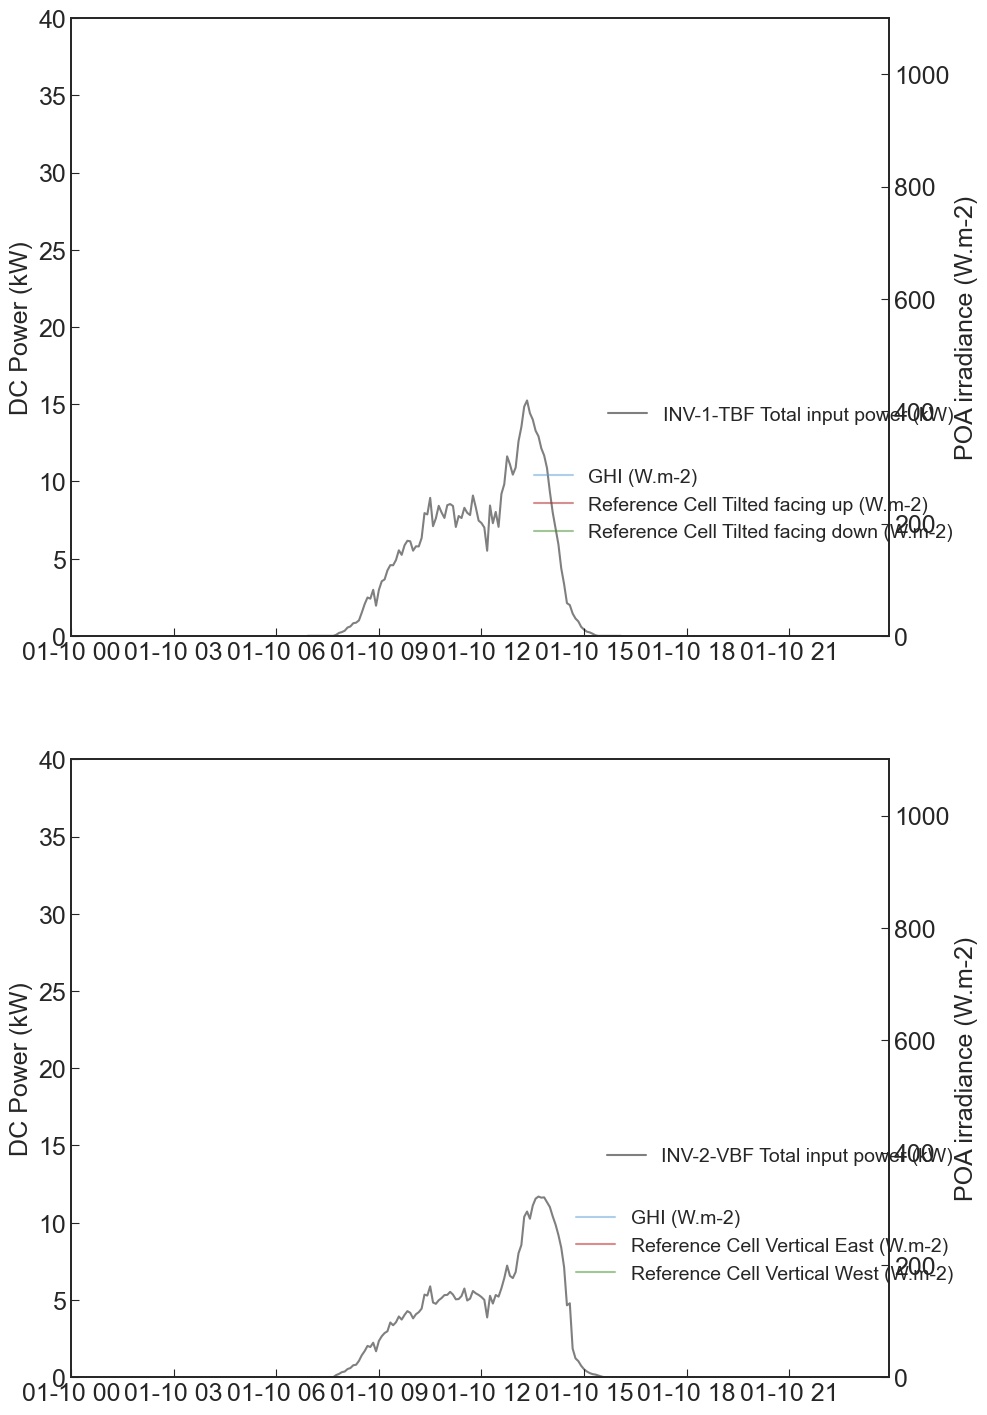 40
35
30
25
20
15
10
5
0
DC Power (kW)
1000
800
600
400
200
0
POA irradiance (W.m-2)
INV-1-TBF Total input power (kW)
GHI (W.m-2)
Reference Cell Tilted facing up (W.m-2)
Reference Cell Tilted facing down (W.m-2)
01-10 00 01-10 03 01-10 06 01-10 09 01-10 12 01-10 15 01-10 18 01-10 21
40
35
30
25
20
15
10
5
0
DC Power (kW)
1000
800
600
400
200
0
POA irradiance (W.m-2)
INV-2-VBF Total input power (kW)
GHI (W.m-2)
Reference Cell Vertical East (W.m-2)
Reference Cell Vertical West (W.m-2)
01-10 00 01-10 03 01-10 06 01-10 09 01-10 12 01-10 15 01-10 18 01-10 21